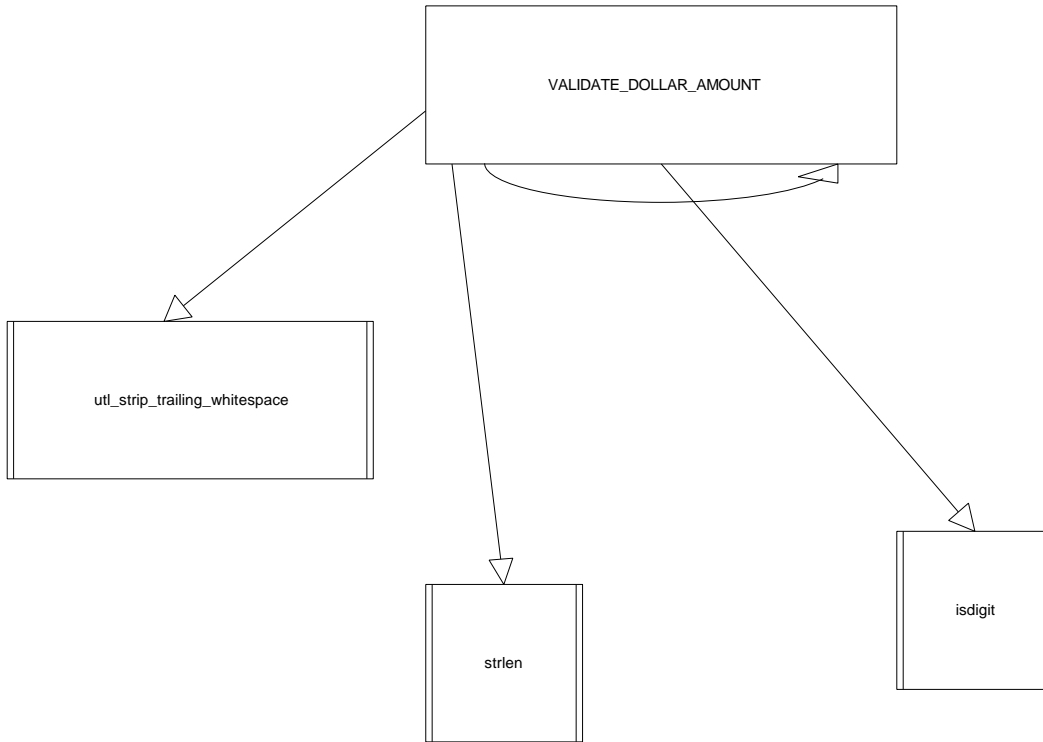 VALIDATE_DOLLAR_AMOUNT
utl_strip_trailing_whitespace
isdigit
strlen